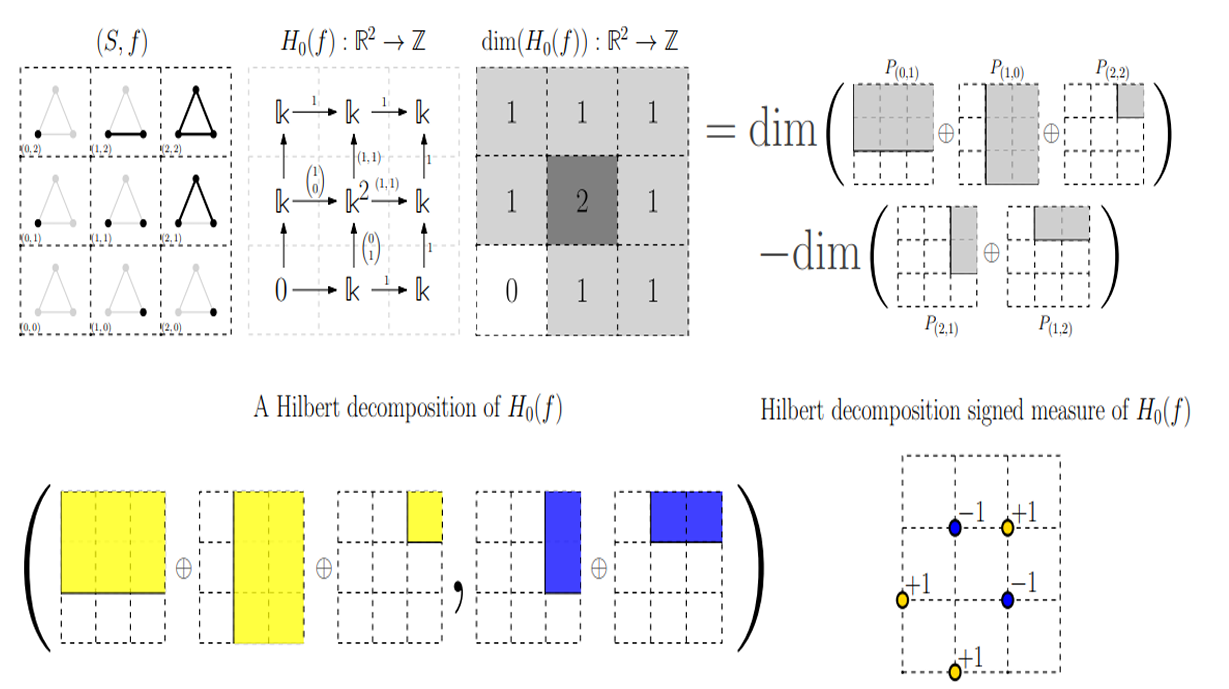 (S, f)
(0,2) (1,2) (2,2)
(0,1) (1,1) (2,1)
(0,0) (1,0) (2,0)
H₀(f) : ℝ² → ℤ
𝕜 1 𝕜 1 𝕜
(1,1) 1
𝕜 (1 0) 𝕜2 (1,1) 𝕜
(0 1) 1
0 𝕜 1 𝕜
dim(H₀(f)) : ℝ² → ℤ
1 1 1
1 2 1
0 1 1
P(0,1) P(1,0) P(2,2)
= dim ( ⊕ ⊕ )
−dim ( ⊕ )
P(2,1) P(1,2)
A Hilbert decomposition of H₀(f)
( ⊕ ⊕ , ⊕ )
Hilbert decomposition signed measure of H₀(f)
−1 +1
+1 −1
+1